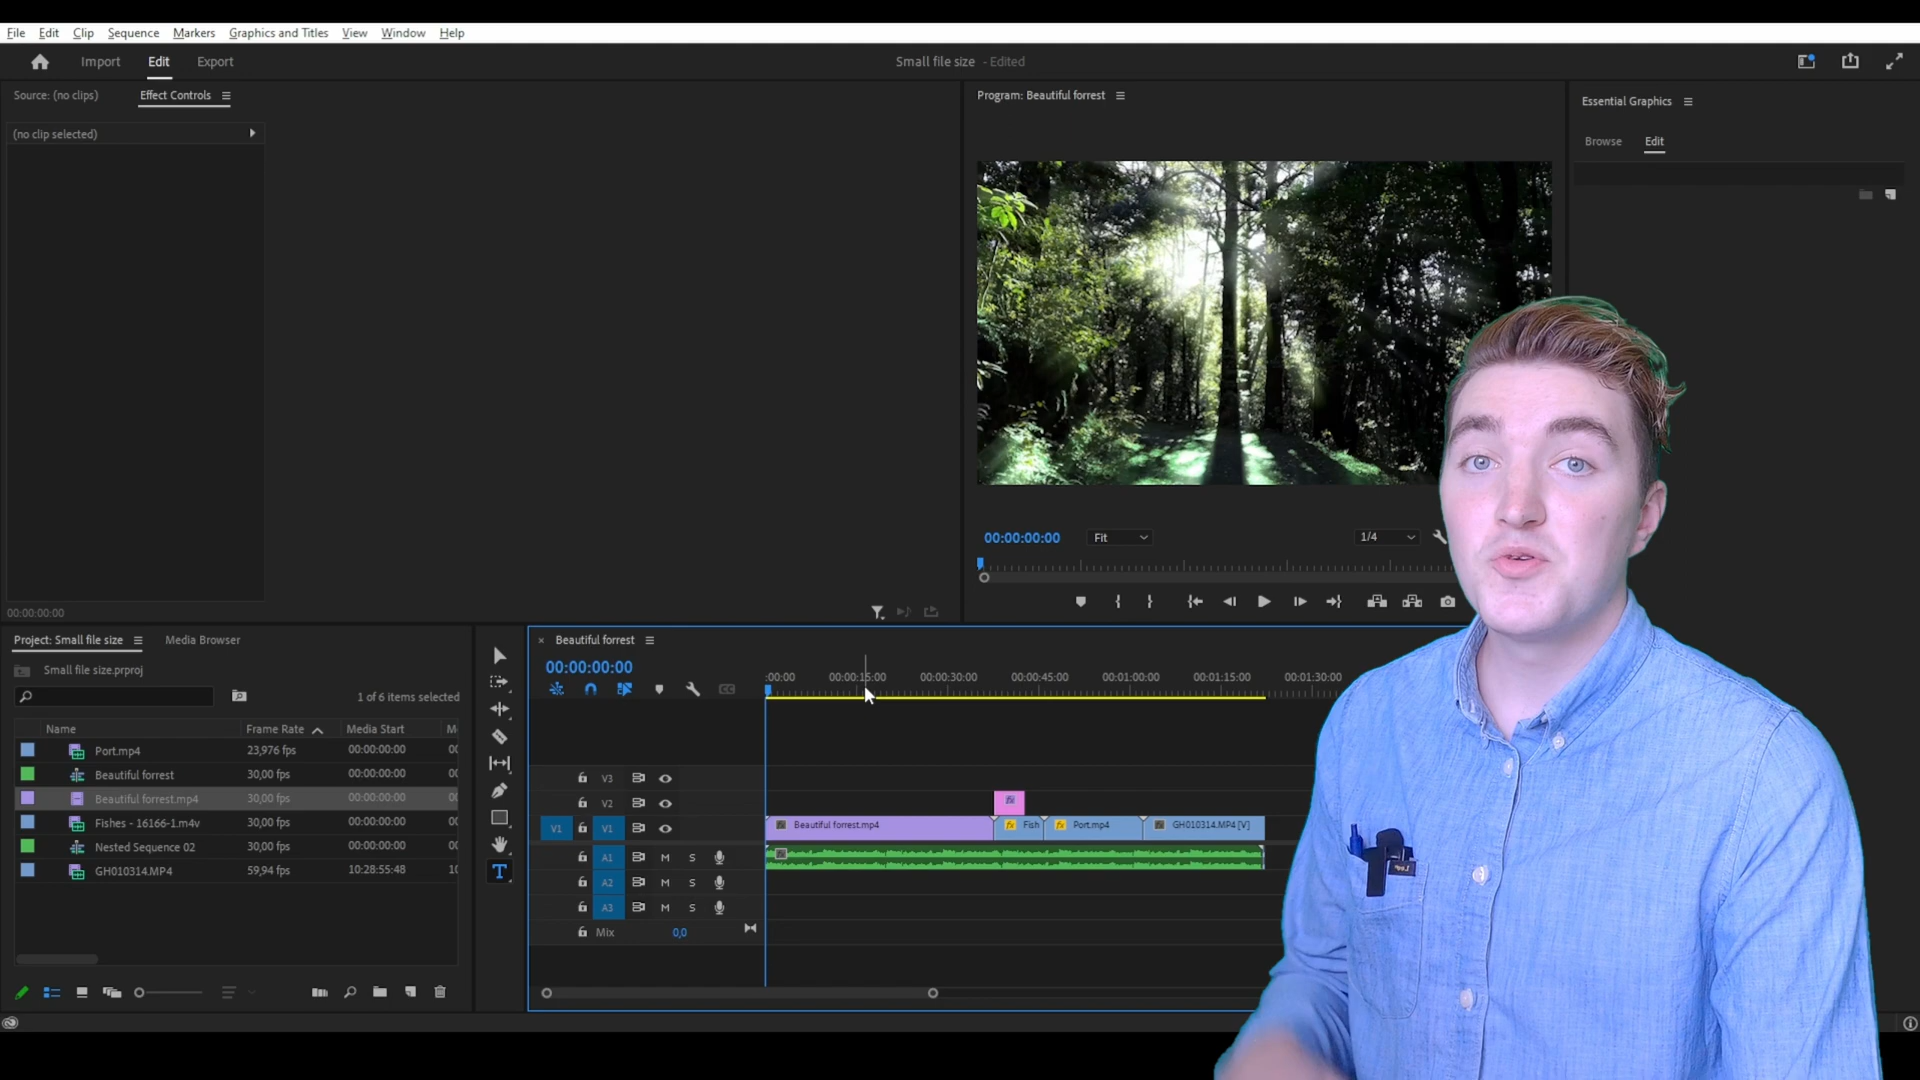 File Edit Clip Sequence Markers Graphics and Titles View Window Help
Import Edit Export Small file size - Edited
Source: (no clips) Effect Controls
(no clip selected)
00:00:00:00
Program: Beautiful forrest
00:00:00:00 Fit 1/4
Essential Graphics
Browse Edit
Project: Small file size Media Browser
Small file size.prproj
1 of 6 items selected
Name Frame Rate Media Start M
Port.mp4 23,976 fps 00:00:00:00 00
Beautiful forrest 30,00 fps 00:00:00:00 00
Beautiful forrest.mp4 30,00 fps 00:00:00:00 00
Fishes - 16166-1.m4v 30,00 fps 00:00:00:00 00
Nested Sequence 02 30,00 fps 00:00:00:00 00
GH010314.MP4 59,94 fps 10:28:55:48 10
T
× Beautiful forrest
00:00:00:00
:00:00 00:00:15:00 00:00:30:00 00:00:45:00 00:01:00:00 00:01:15:00 00:01:30:00
V3
V2 fx
V1 V1 Beautiful forrest.mp4 fx Fish fx Port.mp4 GH010314.MP4 [V]
A1 M S
A2 M S
A3 M S
Mix 0,0